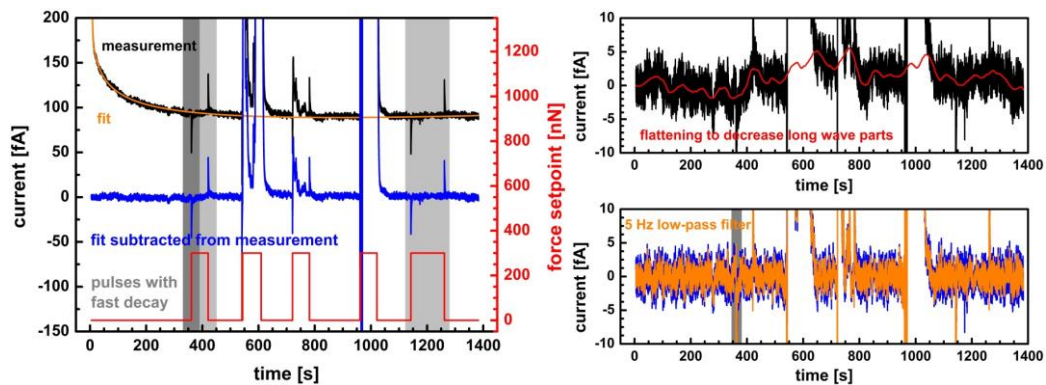 200
150
100
50
0
-50
-100
-150
current [fA]
measurement
fit
fit subtracted from measurement
pulses with
fast decay
1200
1000
800
600
400
200
0
force setpoint [nN]
0 200 400 600 800 1000 1200 1400
time [s]
10
5
0
-5
-10
current [fA]
flattening to decrease long wave parts
0 200 400 600 800 1000 1200 1400
time [s]
10
5
0
-5
-10
current [fA]
5 Hz low-pass filter
0 200 400 600 800 1000 1200 1400
time [s]